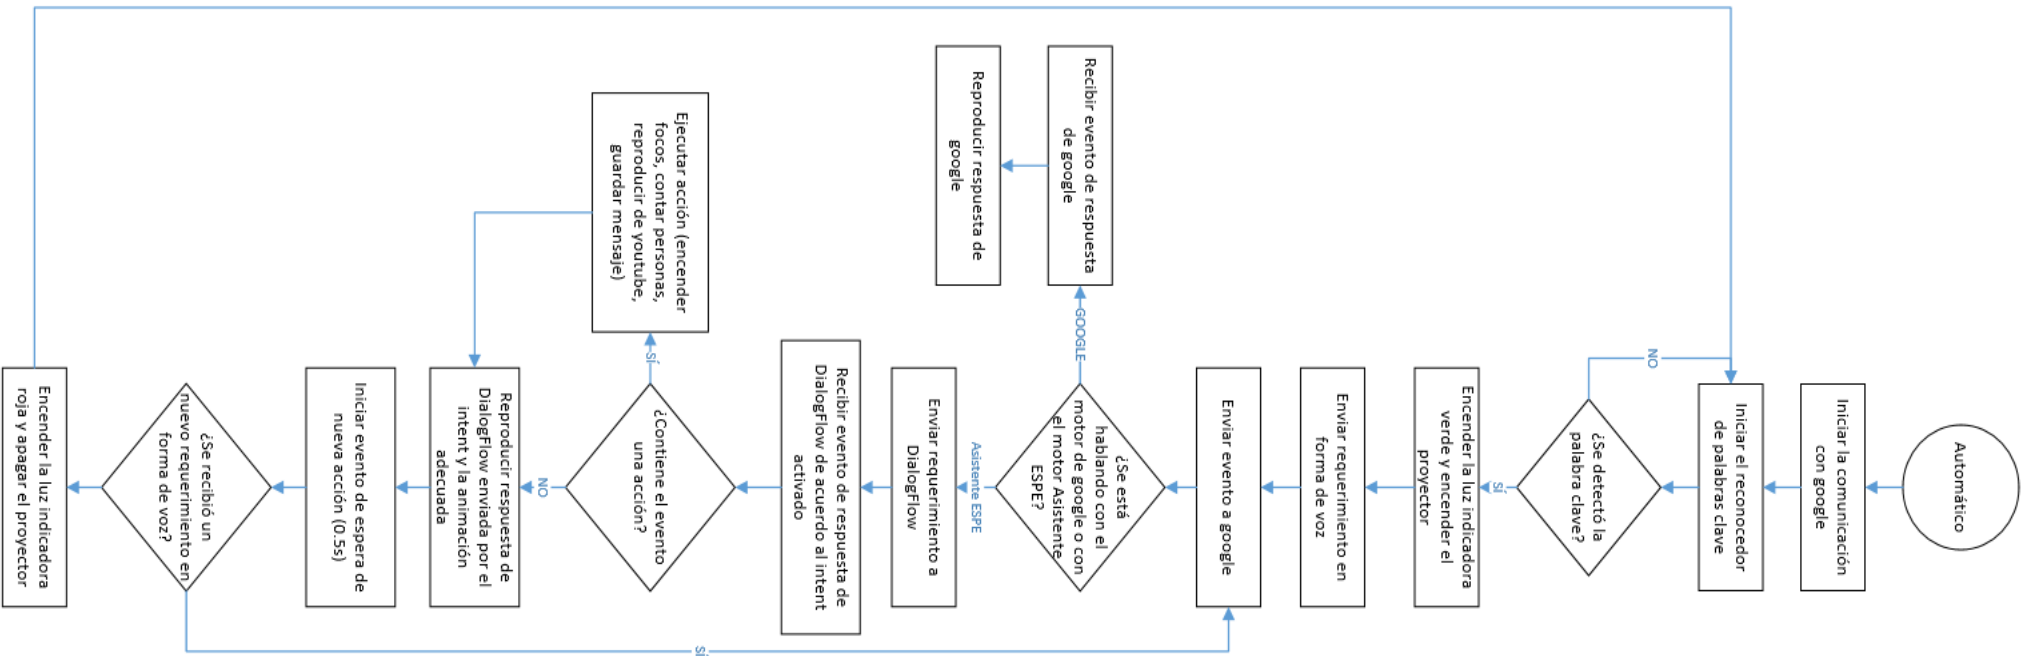 Automático
Iniciar la comunicación
con google
Iniciar el reconocedor
de palabras clave
¿Se detectó la
palabra clave?
NO
SÍ
Encender la luz indicadora
verde y encender el
proyector
Enviar requerimiento en
forma de voz
Enviar evento a google
¿Se está
hablando con el
motor de google o con
el motor Asistente
ESPE?
GOOGLE
Recibir evento de respuesta
de google
Reproducir respuesta de
google
Asistente ESPE
Enviar requerimiento a
DialogFlow
Recibir evento de respuesta de
DialogFlow de acuerdo al intent
activado
¿Contiene el evento
una acción?
SÍ
Ejecutar acción (encender
focos, contar personas,
reproducir de youtube,
guardar mensaje)
NO
Reproducir respuesta de
DialogFlow enviada por el
intent y la animación
adecuada
Iniciar evento de espera de
nueva acción (0.5s)
¿Se recibió un
nuevo requerimiento en
forma de voz?
SÍ
Encender la luz indicadora
roja y apagar el proyector